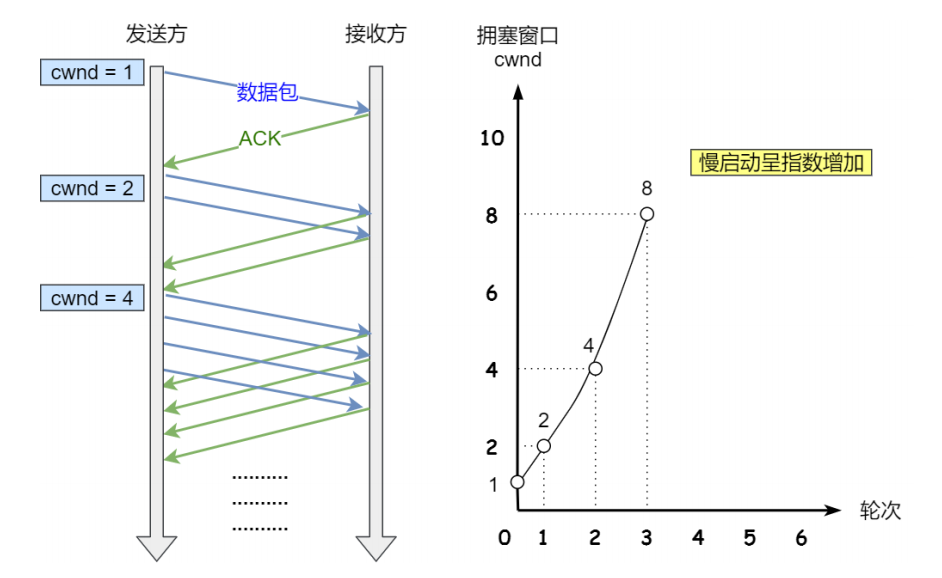 发送方
接收方
cwnd = 1
数据包
ACK
cwnd = 2
cwnd = 4
..........
..........
..........
拥塞窗口
cwnd
慢启动呈指数增加
10
8
6
4
2
1
2
4
8
0 1 2 3 4 5 6
轮次